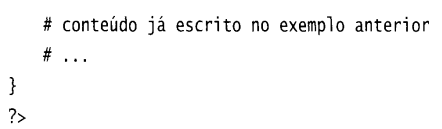 # conteúdo já escrito no exemplo anterior
# ...
}
?>